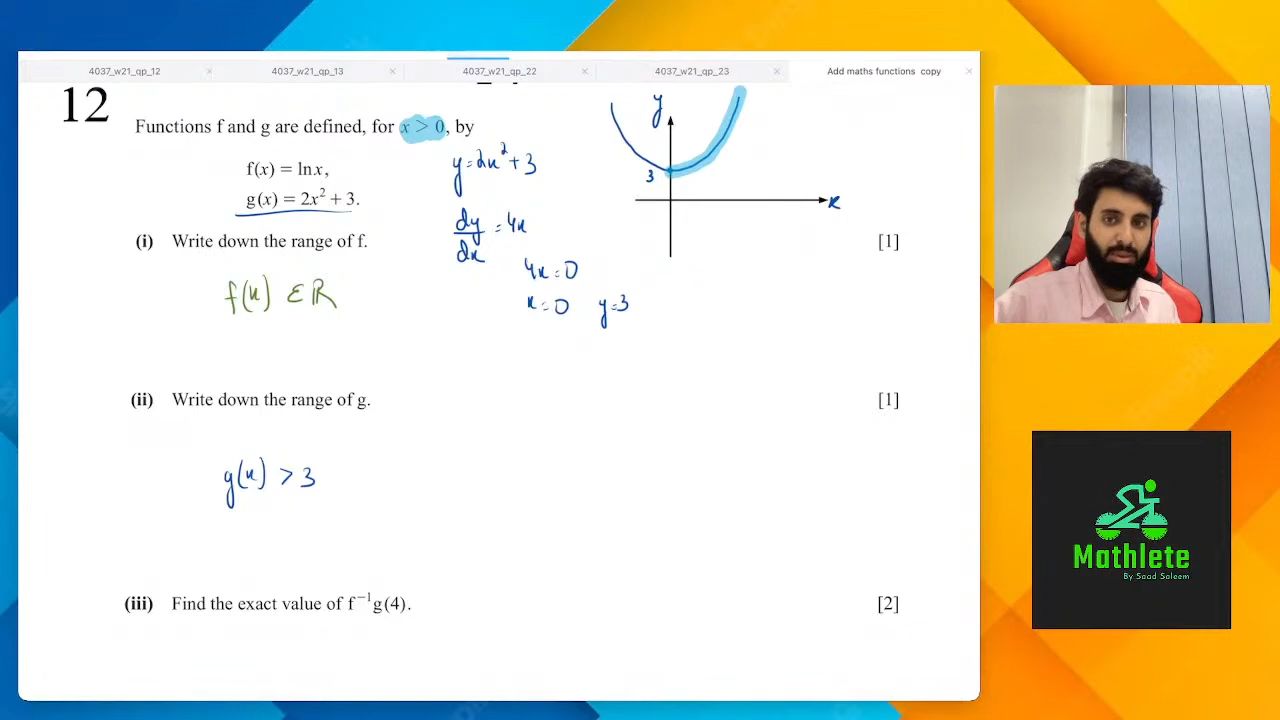 4037_w21_qp_12 × 4037_w21_qp_13 × 4037_w21_qp_22 × 4037_w21_qp_23 × Add maths functions copy ×
12
Functions f and g are defined, for x > 0, by
f(x) = ln x,
g(x) = 2x² + 3.
y = 2x² + 3
dy/dx = 4x
4x = 0
x = 0 y = 3
y
3
x
(i) Write down the range of f. [1]
f(x) ∈ ℝ
(ii) Write down the range of g. [1]
g(x) > 3
(iii) Find the exact value of f⁻¹g(4). [2]
Mathlete
By Saad Saleem